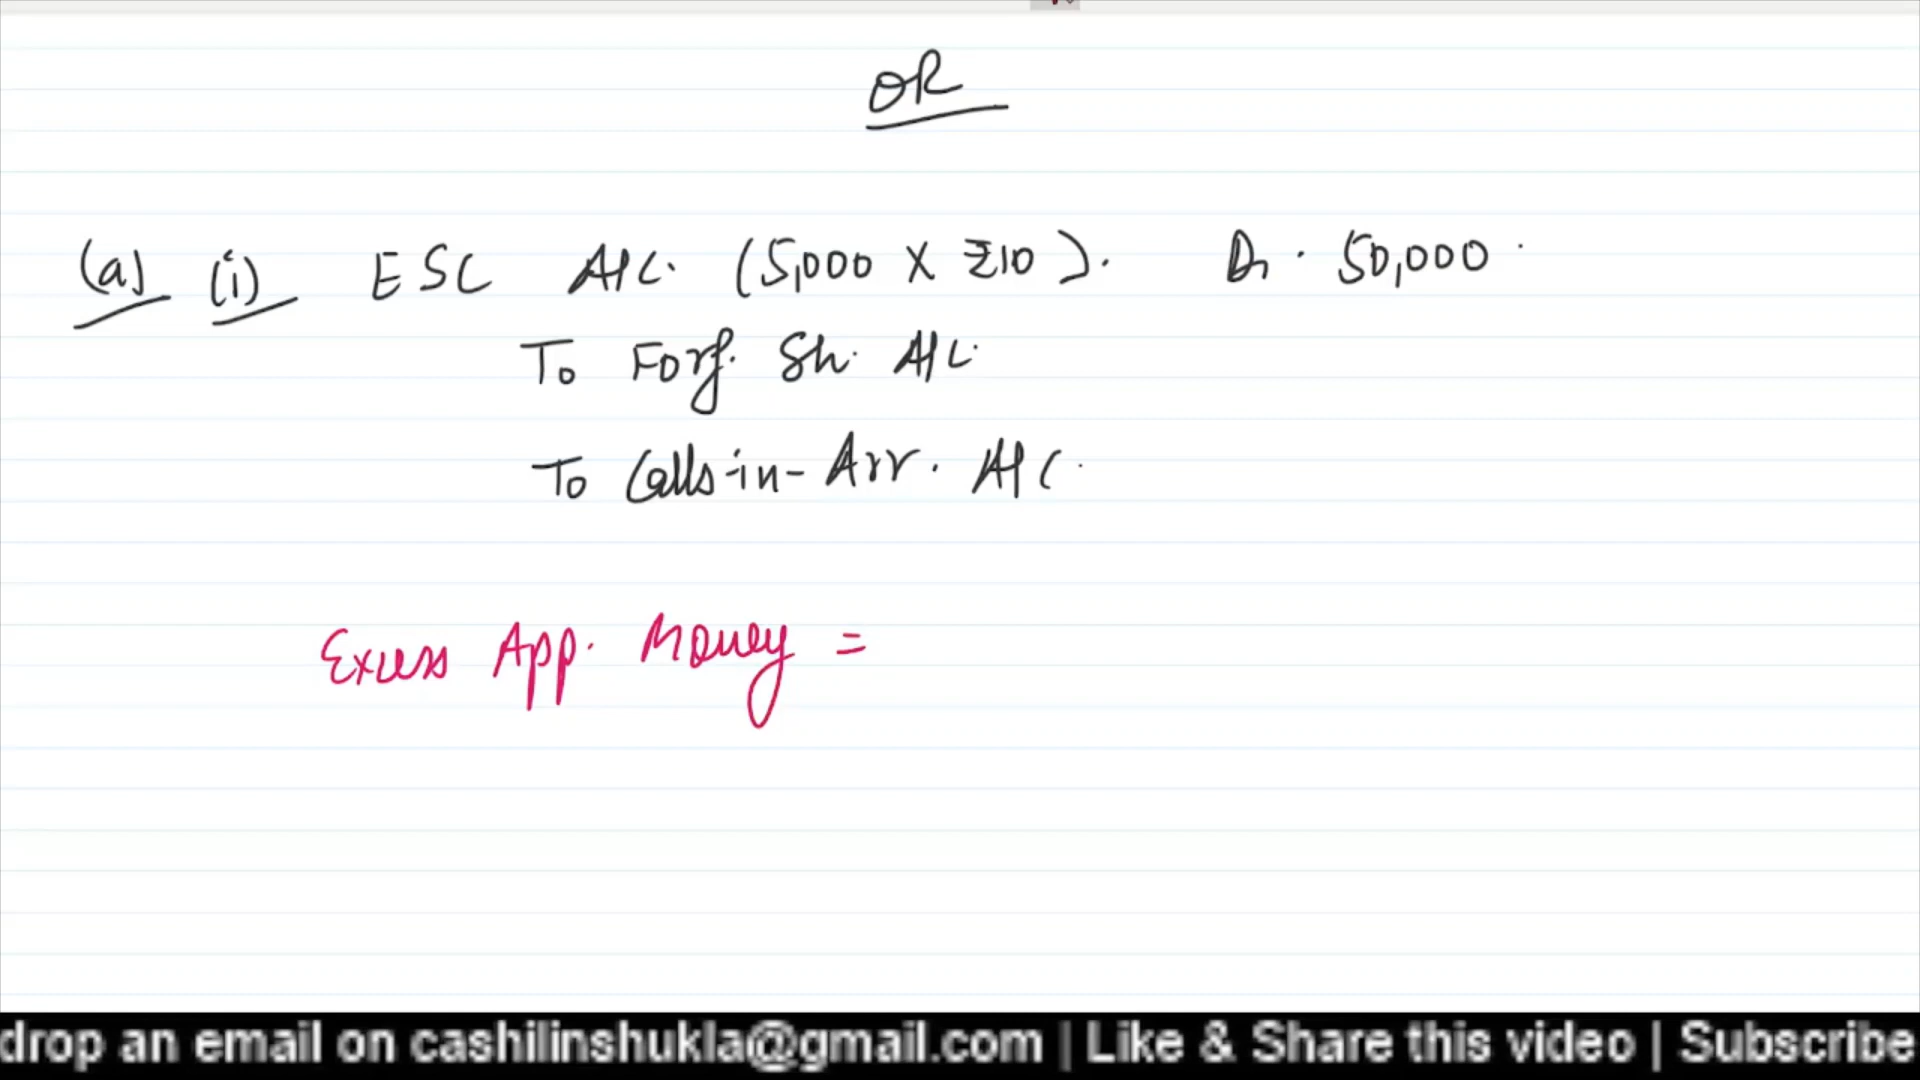 OR
(a) (i) ESC A/C. (5,000 X ₹10). Dr. 50,000.
To Forf. Sh. A/C.
To Calls-in-Arr. A/C.
Excess App. Money =
drop an email on cashilinshukla@gmail.com | Like & Share this video | Subscribe